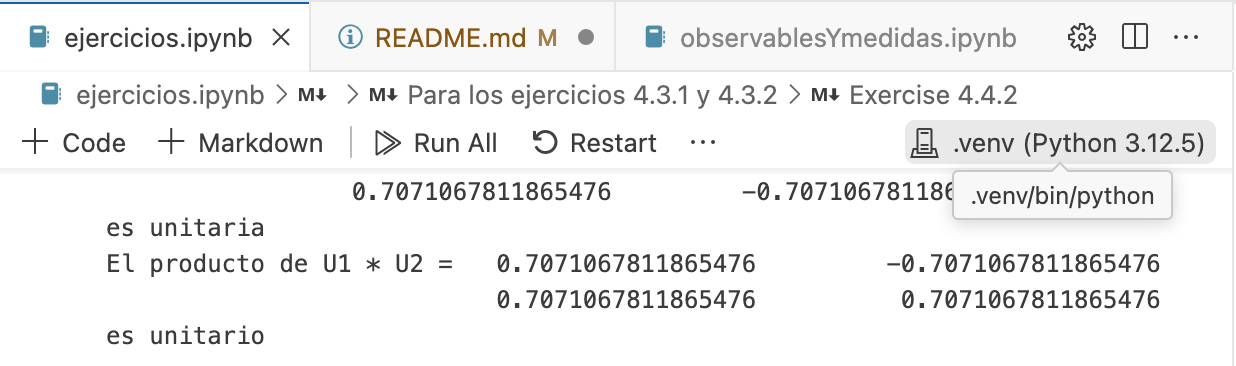 ejercicios.ipynb README.md M observablesYmedidas.ipynb
ejercicios.ipynb > M↓ > M↓ Para los ejercicios 4.3.1 y 4.3.2 > M↓ Exercise 4.4.2
+ Code + Markdown Run All Restart ... .venv (Python 3.12.5)
.venv/bin/python
0.7071067811865476 -0.70710678118
es unitaria
El producto de U1 * U2 = 0.7071067811865476 -0.7071067811865476
0.7071067811865476 0.7071067811865476
es unitario